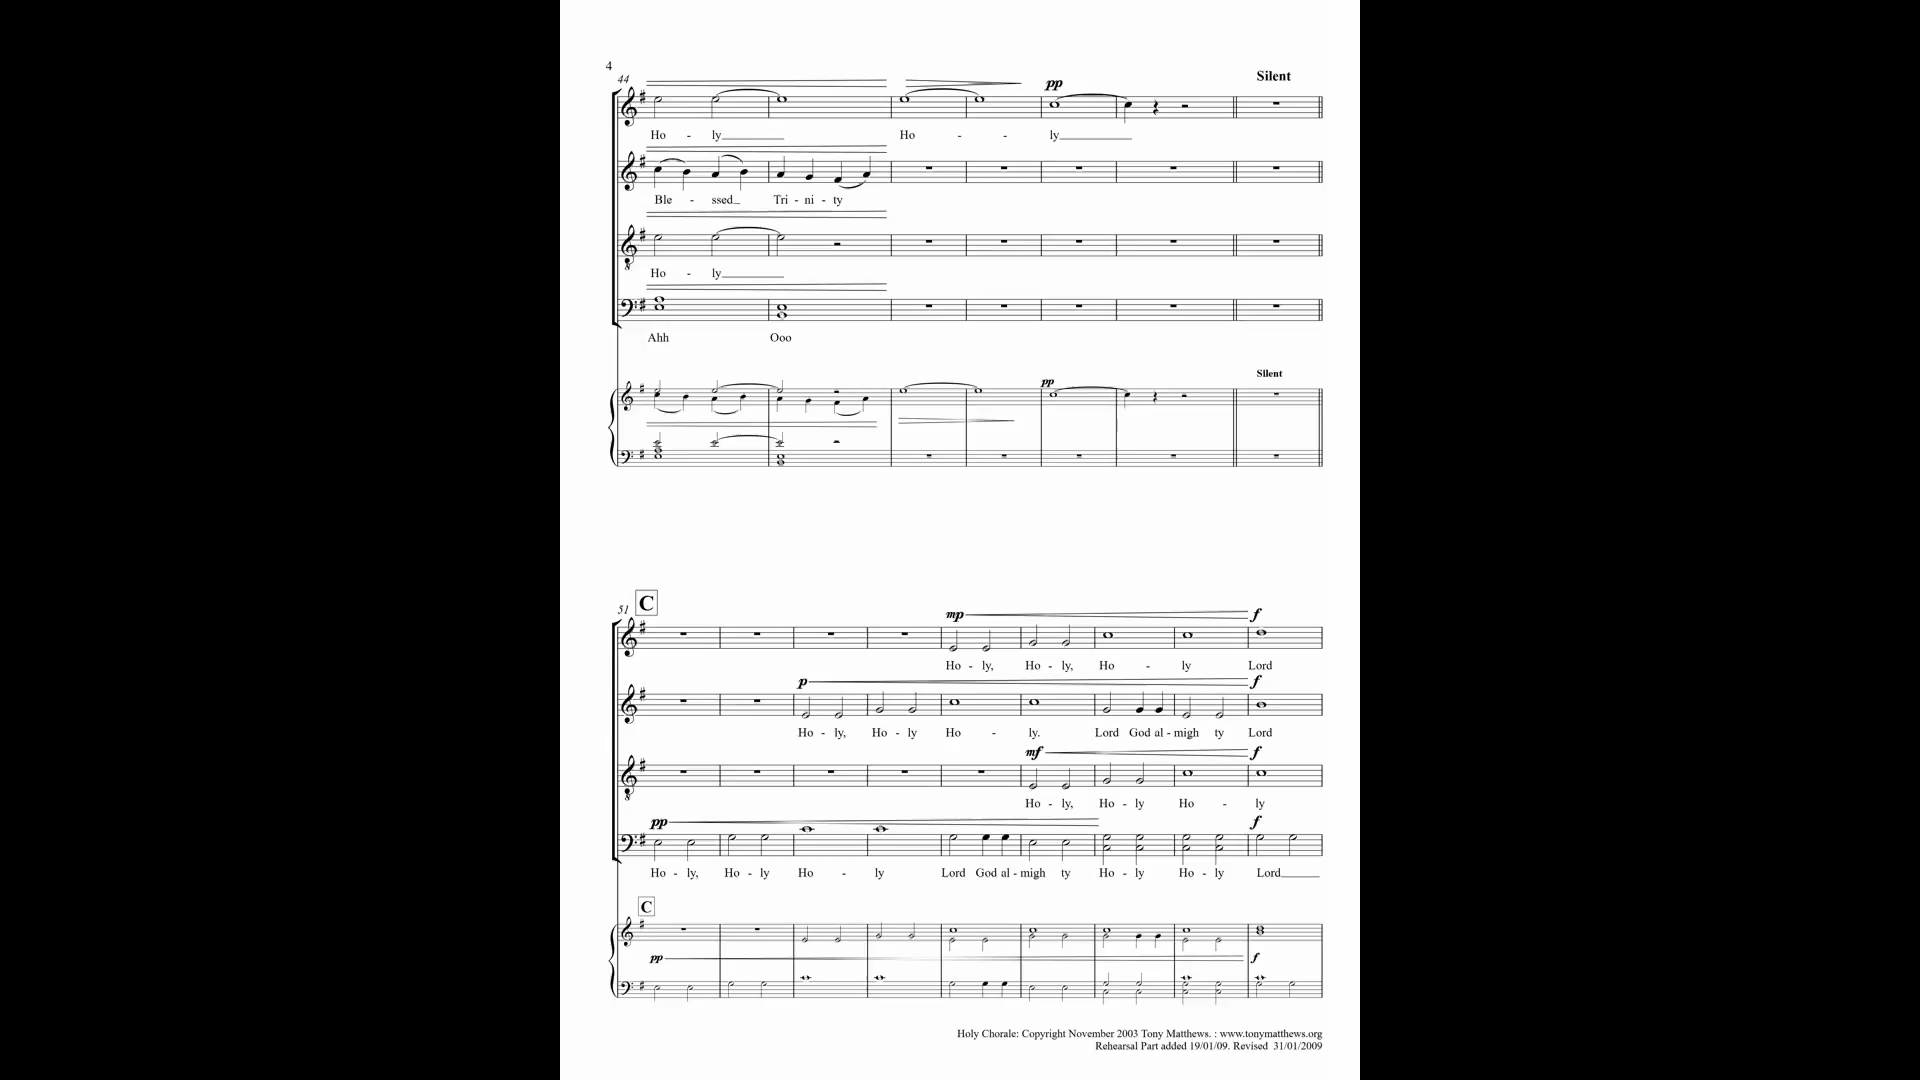 4
44
pp
Silent
Ho - ly
Ho - - ly
Ble - ssed
Tri - ni - ty
Ho - ly
Ahh Ooo
Silent
pp
51
C
mp f
Ho - ly, Ho - ly, Ho - ly Lord
p f
Ho - ly, Ho - ly Ho - ly. Lord God al - migh ty Lord
mf f
Ho - ly, Ho - ly Ho - ly
pp f
Ho - ly, Ho - ly Ho - ly Lord God al - migh ty Ho - ly Ho - ly Lord
C
pp f
Holy Chorale: Copyright November 2003 Tony Matthews. : www.tonymatthews.org
Rehearsal Part added 19/01/09. Revised 31/01/2009